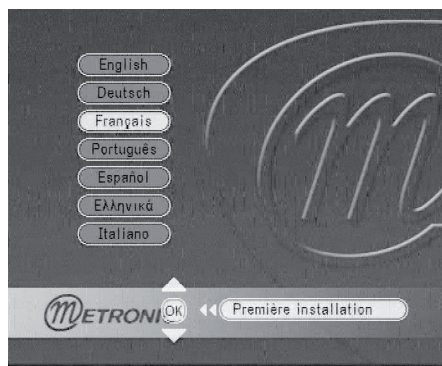 English
Deutsch
Français
Português
Español
Ελληνικά
Italiano
METRONI OK Première installation